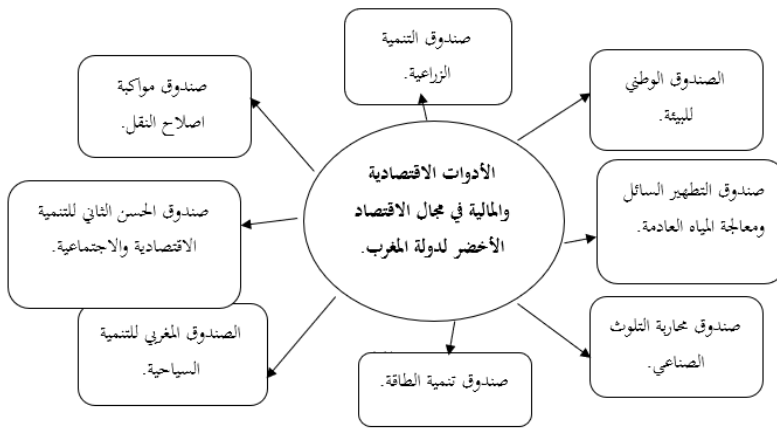 صندوق التنمية
الزراعية.
الصندوق الوطني
للبيئة.
صندوق مواكبة
اصلاح النقل.
الأدوات الاقتصادية
والمالية في مجال الاقتصاد
الأخضر لدولة المغرب.
صندوق التطهير السائل
ومعالجة المياه العادمة.
صندوق الحسن الثاني للتنمية
الاقتصادية والاجتماعية.
صندوق محاربة التلوث
الصناعي.
الصندوق المغربي للتنمية
السياحية.
صندوق تنمية الطاقة.